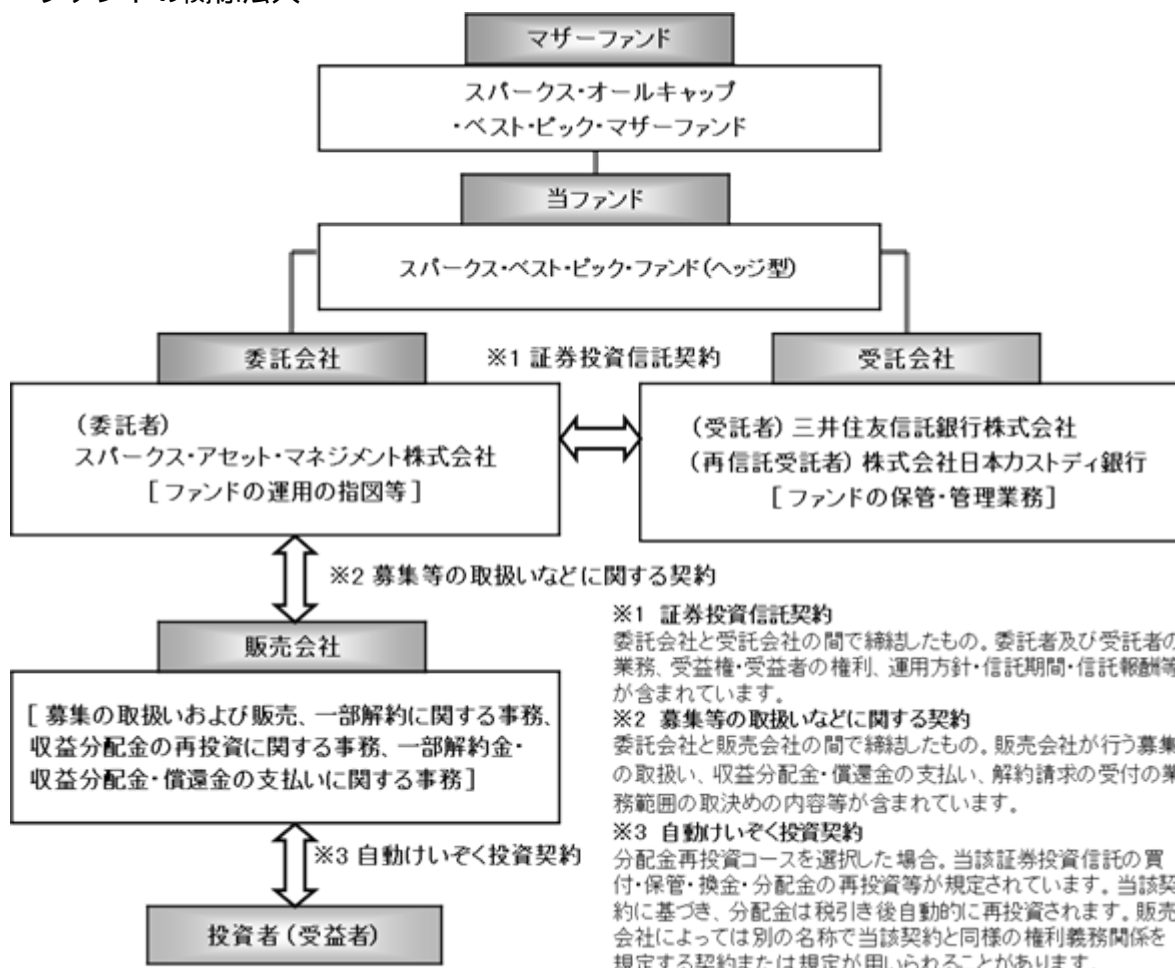 マザーファンド
スパークス・オールキャップ
・ベスト・ピック・マザーファンド
当ファンド
スパークス・ベスト・ピック・ファンド(ヘッジ型)
委託会社
※1 証券投資信託契約
受託会社
(委託者)
スパークス・アセット・マネジメント株式会社
[ファンドの運用の指図等]
(受託者) 三井住友信託銀行株式会社
(再信託受託者) 株式会社日本カストディ銀行
[ファンドの保管・管理業務]
※2 募集等の取扱いなどに関する契約
販売会社
[ 募集の取扱いおよび販売、一部解約に関する事務、
収益分配金の再投資に関する事務、一部解約金・
収益分配金・償還金の支払いに関する事務]
※3 自動けいぞく投資契約
投資者(受益者)
※1 証券投資信託契約
委託会社と受託会社の間で締結したもの。委託者及び受託者の
業務、受益権・受益者の権利、運用方針・信託期間・信託報酬等
が含まれています。
※2 募集等の取扱いなどに関する契約
委託会社と販売会社の間で締結したもの。販売会社が行う募集
の取扱い、収益分配金・償還金の支払い、解約請求の受付の業
務範囲の取決めの内容等が含まれています。
※3 自動けいぞく投資契約
分配金再投資コースを選択した場合。当該証券投資信託の買
付・保管・換金・分配金の再投資等が規定されています。当該契
約に基づき、分配金は税引き後自動的に再投資されます。販売
会社によっては別の名称で当該契約と同様の権利義務関係を
規定する契約または規定が用いられることがあります。